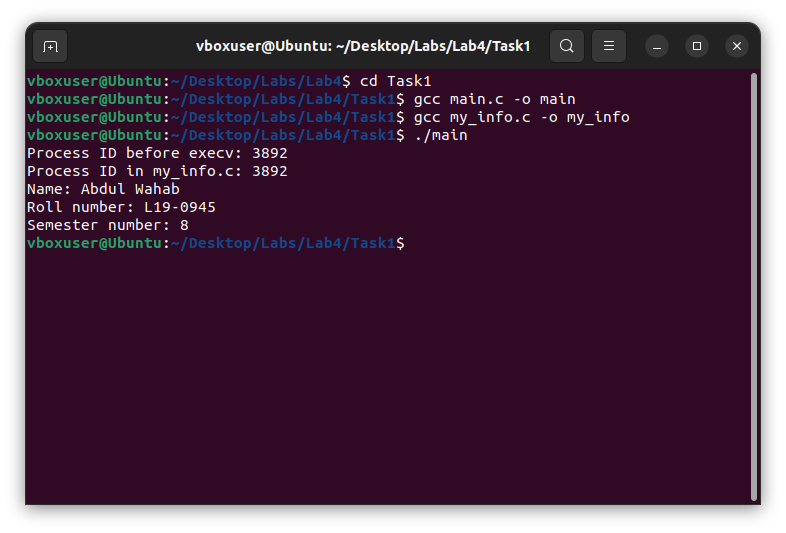 vboxuser@Ubuntu: ~/Desktop/Labs/Lab4/Task1
vboxuser@Ubuntu:~/Desktop/Labs/Lab4$ cd Task1
vboxuser@Ubuntu:~/Desktop/Labs/Lab4/Task1$ gcc main.c -o main
vboxuser@Ubuntu:~/Desktop/Labs/Lab4/Task1$ gcc my_info.c -o my_info
vboxuser@Ubuntu:~/Desktop/Labs/Lab4/Task1$ ./main
Process ID before execv: 3892
Process ID in my_info.c: 3892
Name: Abdul Wahab
Roll number: L19-0945
Semester number: 8
vboxuser@Ubuntu:~/Desktop/Labs/Lab4/Task1$